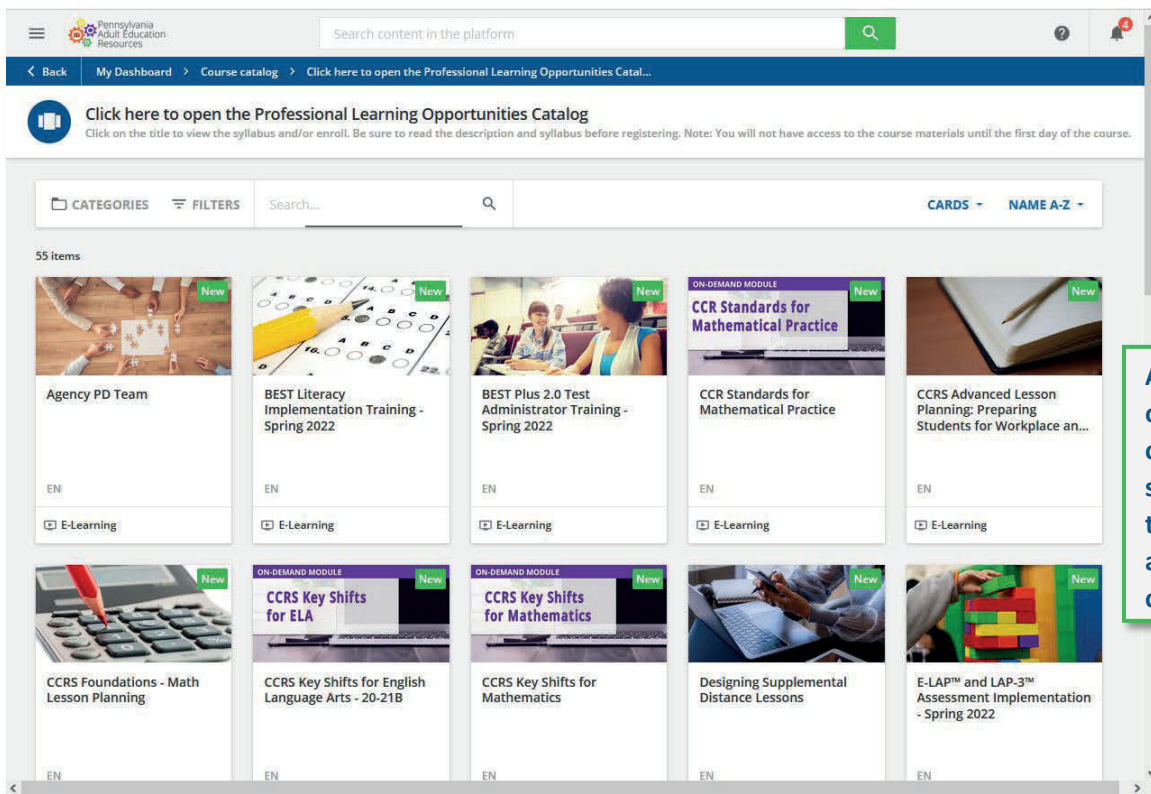 Pennsylvania
Adult Education
Resources
Search content in the platform
4
Back
My Dashboard > Course catalog > Click here to open the Professional Learning Opportunities Catal...
Click here to open the Professional Learning Opportunities Catalog
Click on the title to view the syllabus and/or enroll. Be sure to read the description and syllabus before registering. Note: You will not have access to the course materials until the first day of the course.
CATEGORIES
FILTERS
Search...
CARDS
NAME A-Z
55 items
New
Agency PD Team
EN
E-Learning
New
BEST Literacy
Implementation Training -
Spring 2022
EN
E-Learning
New
BEST Plus 2.0 Test
Administrator Training -
Spring 2022
EN
E-Learning
ON-DEMAND MODULE
New
CCR Standards for
Mathematical Practice
CCR Standards for
Mathematical Practice
EN
E-Learning
New
CCRS Advanced Lesson
Planning: Preparing
Students for Workplace an...
EN
E-Learning
New
CCRS Foundations - Math
Lesson Planning
EN
ON-DEMAND MODULE
New
CCRS Key Shifts
for ELA
CCRS Key Shifts for English
Language Arts - 20-21B
EN
ON-DEMAND MODULE
New
CCRS Key Shifts
for Mathematics
CCRS Key Shifts for
Mathematics
EN
New
Designing Supplemental
Distance Lessons
EN
New
E-LAP™ and LAP-3™
Assessment Implementation
- Spring 2022
EN